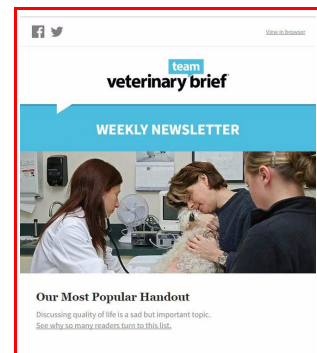 View in browser
team
veterinary brief
WEEKLY NEWSLETTER
Our Most Popular Handout
Discussing quality of life is a sad but important topic.
See why so many readers turn to this list.